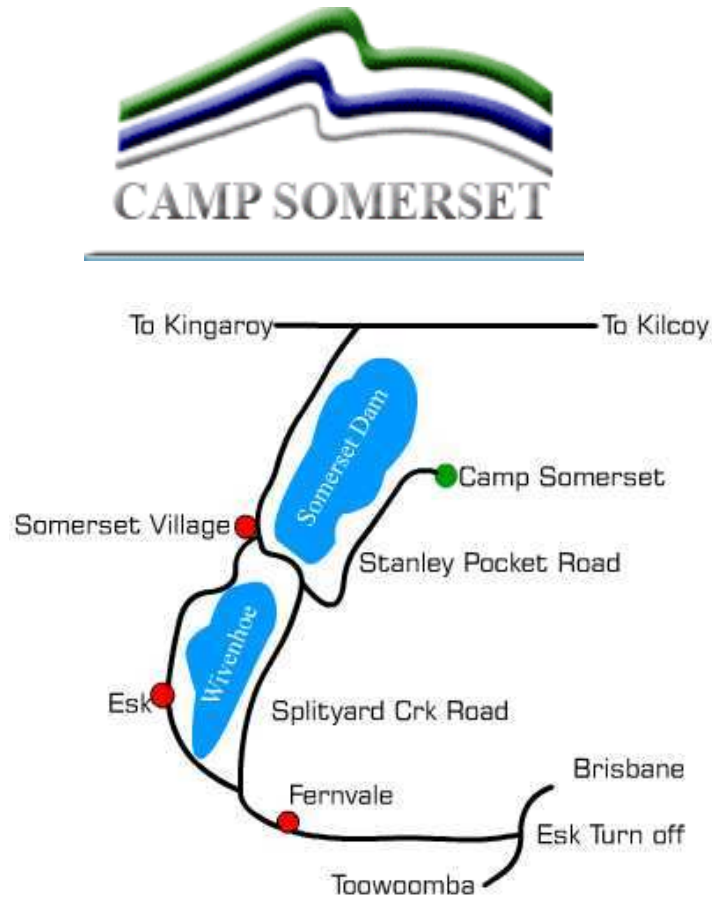 CAMP SOMERSET
To Kingaroy
To Kilcoy
Somerset Dam
Camp Somerset
Somerset Village
Stanley Pocket Road
Wivenhoe
Esk
Splityard Crk Road
Brisbane
Fernvale
Esk Turn off
Toowoomba